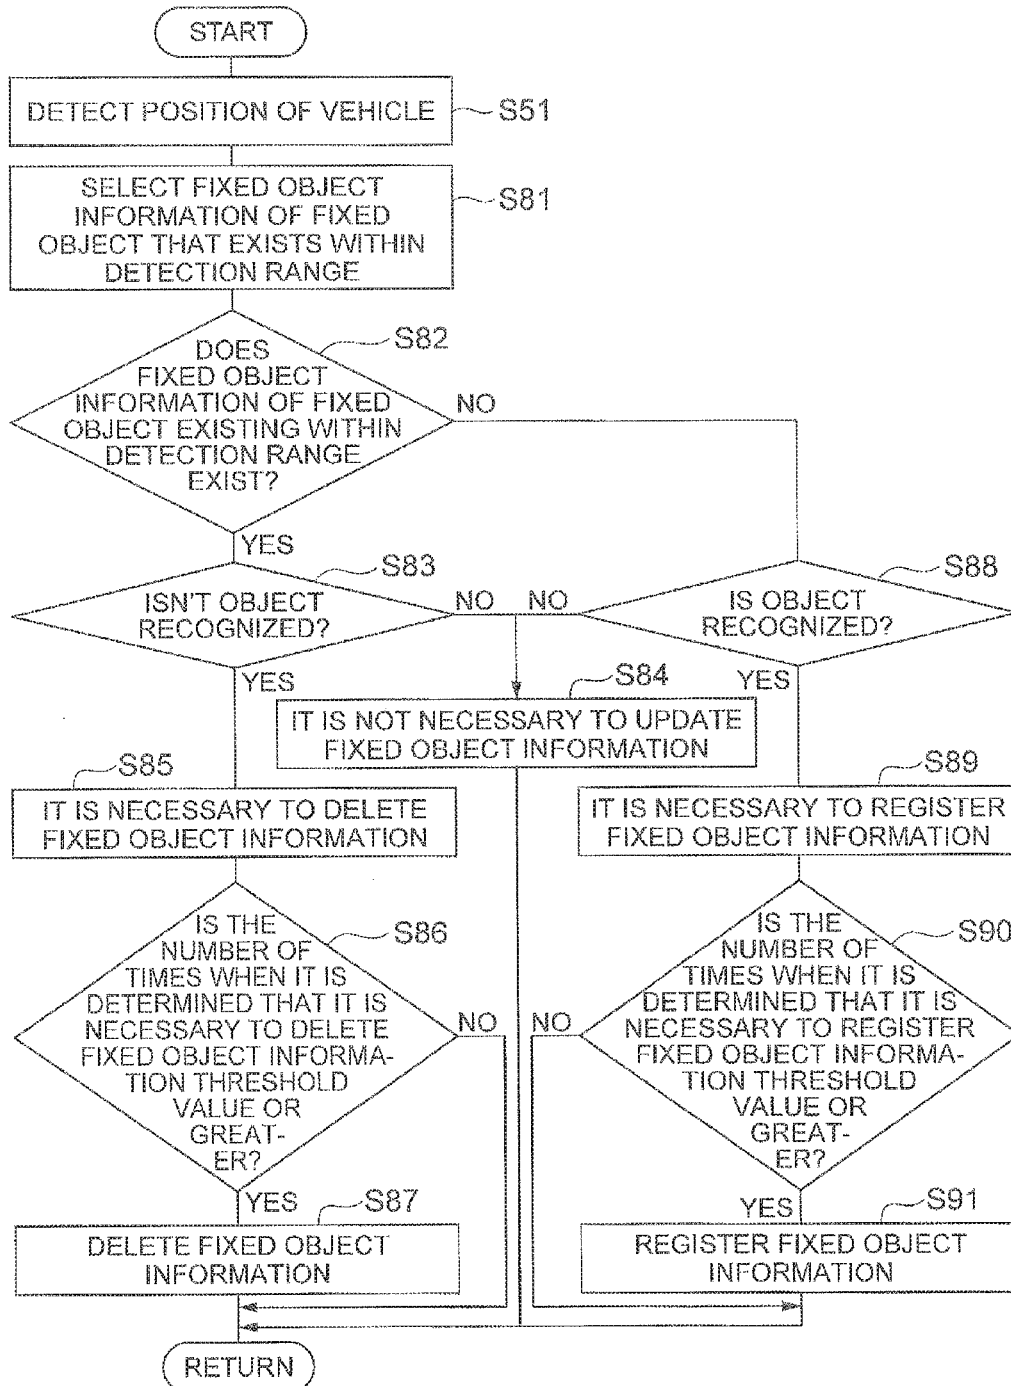 START
DETECT POSITION OF VEHICLE
S51
SELECT FIXED OBJECT
INFORMATION OF FIXED
OBJECT THAT EXISTS WITHIN
DETECTION RANGE
S81
S82
DOES
FIXED OBJECT
INFORMATION OF FIXED
OBJECT EXISTING WITHIN
DETECTION RANGE
EXIST?
NO
YES
S83
ISN'T OBJECT
RECOGNIZED?
NO
YES
S88
IS OBJECT
RECOGNIZED?
NO
YES
S84
IT IS NOT NECESSARY TO UPDATE
FIXED OBJECT INFORMATION
S85
IT IS NECESSARY TO DELETE
FIXED OBJECT INFORMATION
S89
IT IS NECESSARY TO REGISTER
FIXED OBJECT INFORMATION
S86
IS THE
NUMBER OF
TIMES WHEN IT IS
DETERMINED THAT IT IS
NECESSARY TO DELETE
FIXED OBJECT INFORMA-
TION THRESHOLD
VALUE OR
GREAT-
ER?
NO
YES
S90
IS THE
NUMBER OF
TIMES WHEN IT IS
DETERMINED THAT IT IS
NECESSARY TO REGISTER
FIXED OBJECT INFORMA-
TION THRESHOLD
VALUE OR
GREAT-
ER?
NO
YES
S87
DELETE FIXED OBJECT
INFORMATION
S91
REGISTER FIXED OBJECT
INFORMATION
RETURN